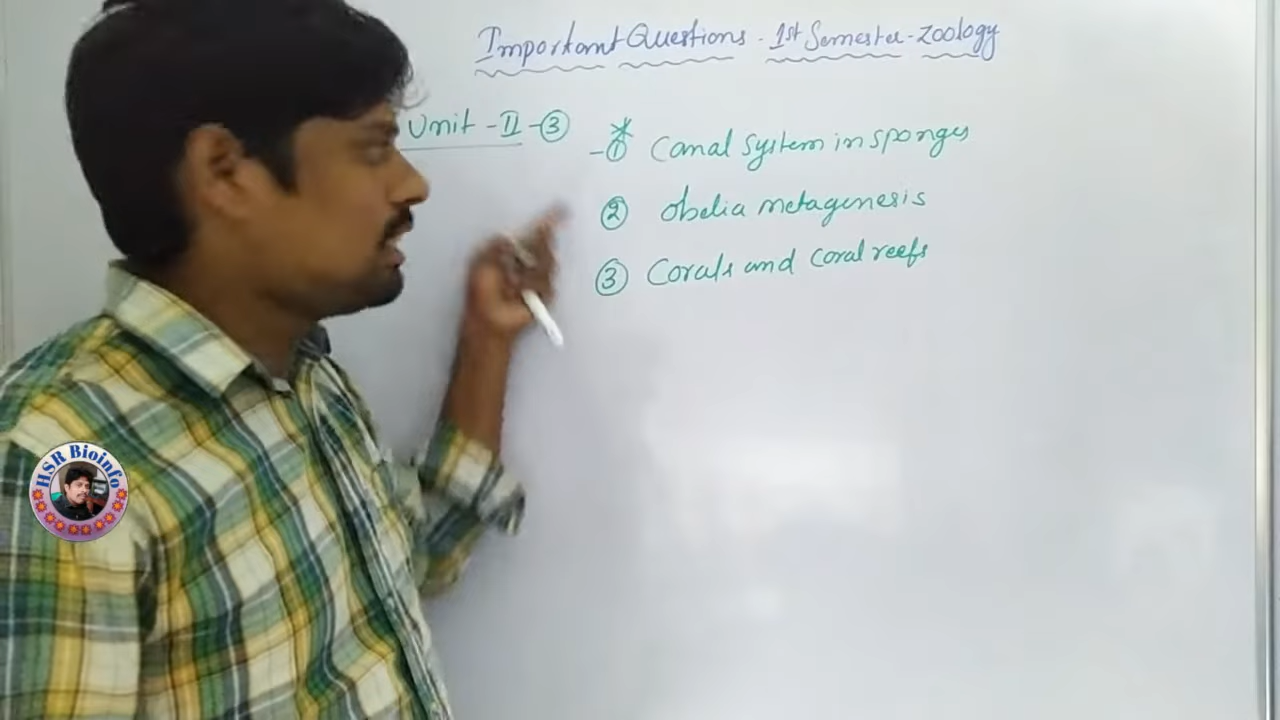 Important Questions - 1st Semester - Zoology
Unit - II - ③
* - ① Canal system in sponges
② obelia metagenesis
③ Corals and coral reefs
HSR Bioinfo